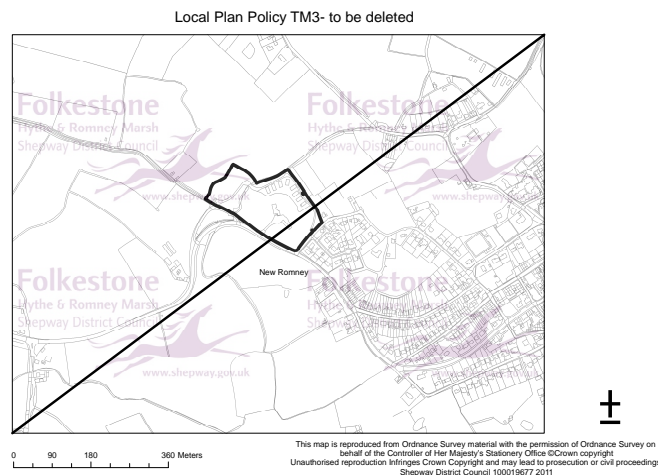 Local Plan Policy TM3- to be deleted
Folkestone
Hythe & Romney Marsh
Shepway District Council
www.shepway.gov.uk
Folkestone
Hythe & Romney Marsh
Shepway District Council
www.shepway.gov.uk
New Romney
Folkestone
Hythe & Romney Marsh
Shepway District Council
www.shepway.gov.uk
Folkestone
Hythe
Shepway
www.shepway.gov.uk
0 90 180 360 Meters
This map is reproduced from Ordnance Survey material with the permission of Ordnance Survey on
behalf of the Controller of Her Majesty's Stationery Office ©Crown copyright
Unauthorised reproduction Infringes Crown Copyright and may lead to prosecution or civil proceedings
Shepway District Council 100019677 2011